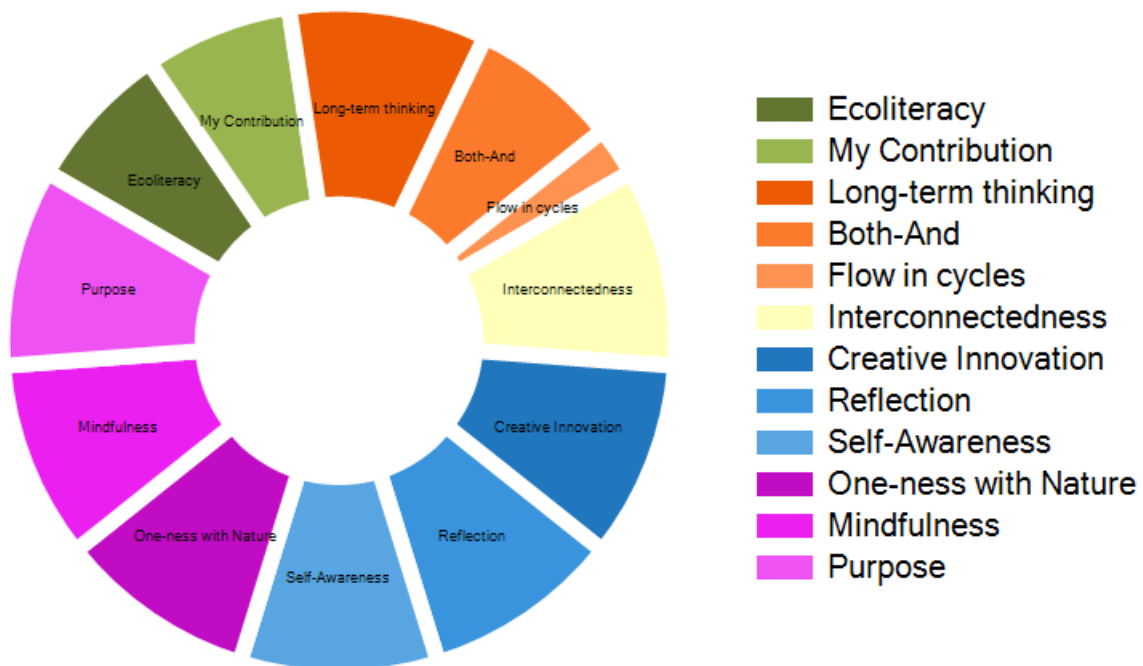 Long-term thinking
My Contribution
Both-And
Ecoliteracy
Flow in cycles
Purpose
Interconnectedness
Mindfulness
Creative Innovation
One-ness with Nature
Reflection
Self-Awareness
Ecoliteracy
My Contribution
Long-term thinking
Both-And
Flow in cycles
Interconnectedness
Creative Innovation
Reflection
Self-Awareness
One-ness with Nature
Mindfulness
Purpose